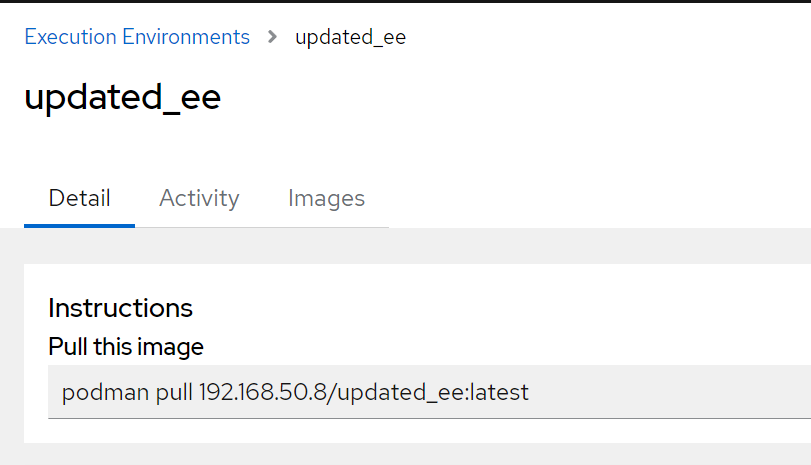 Execution Environments > updated_ee
updated_ee
Detail Activity Images
Instructions
Pull this image
podman pull 192.168.50.8/updated_ee:latest